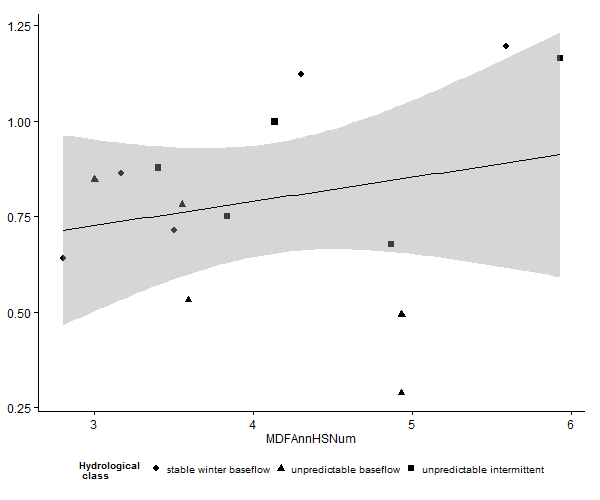 1.25
1.00
0.75
0.50
0.25
3 4 5 6
MDFAnnHSNum
Hydrological
class
stable winter baseflow unpredictable baseflow unpredictable intermittent